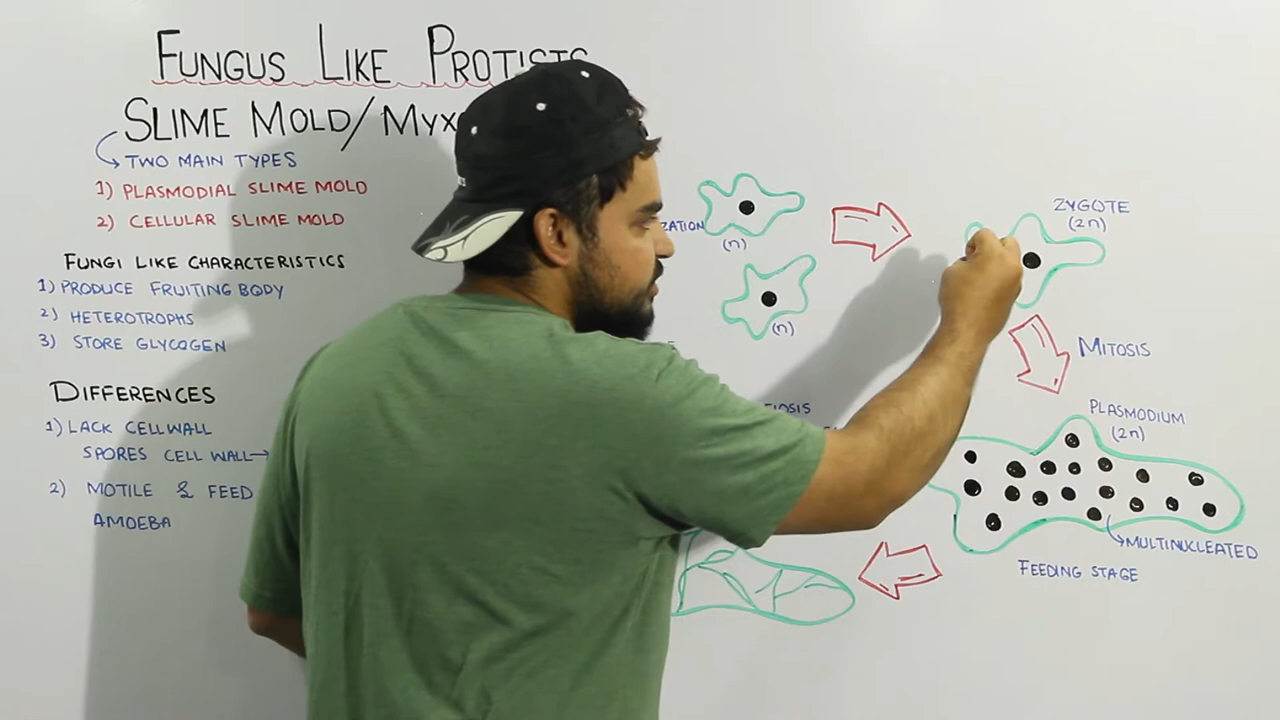 FUNGUS LIKE PROTISTS
SLIME MOLD/
TWO MAIN TYPES
1) PLASMODIAL SLIME MOLD
2) CELLULAR SLIME MOLD
FUNGI LIKE CHARACTERISTICS
1) PRODUCE FRUITING BODY
2) HETEROTROPHS
3) STORE GLYCOGEN
DIFFERENCES
1) LACK CELL WALL
SPORES CELL WALL→
2) MOTILE & FEED
AMOEBA
(n)
(n)
ZYGOTE
(2n)
MITOSIS
PLASMODIUM
(2n)
MULTINUCLEATED
FEEDING STAGE